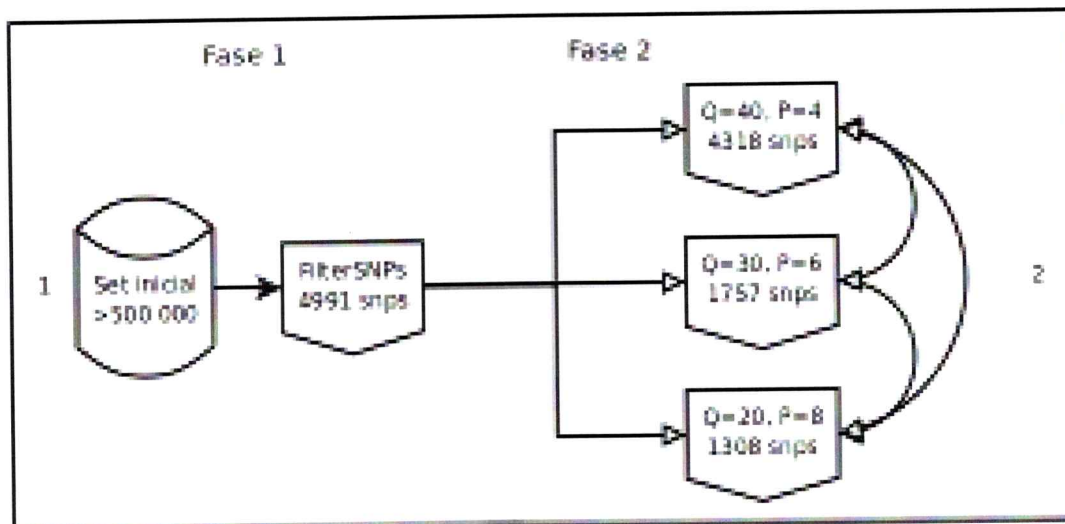 Fase 1
Fase 2
1
Set inicial
>500 000
FilterSNPs
4991 snps
Q=40, P=4
4318 snps
Q=30, P=6
1757 snps
Q=20, P=8
1308 snps
2